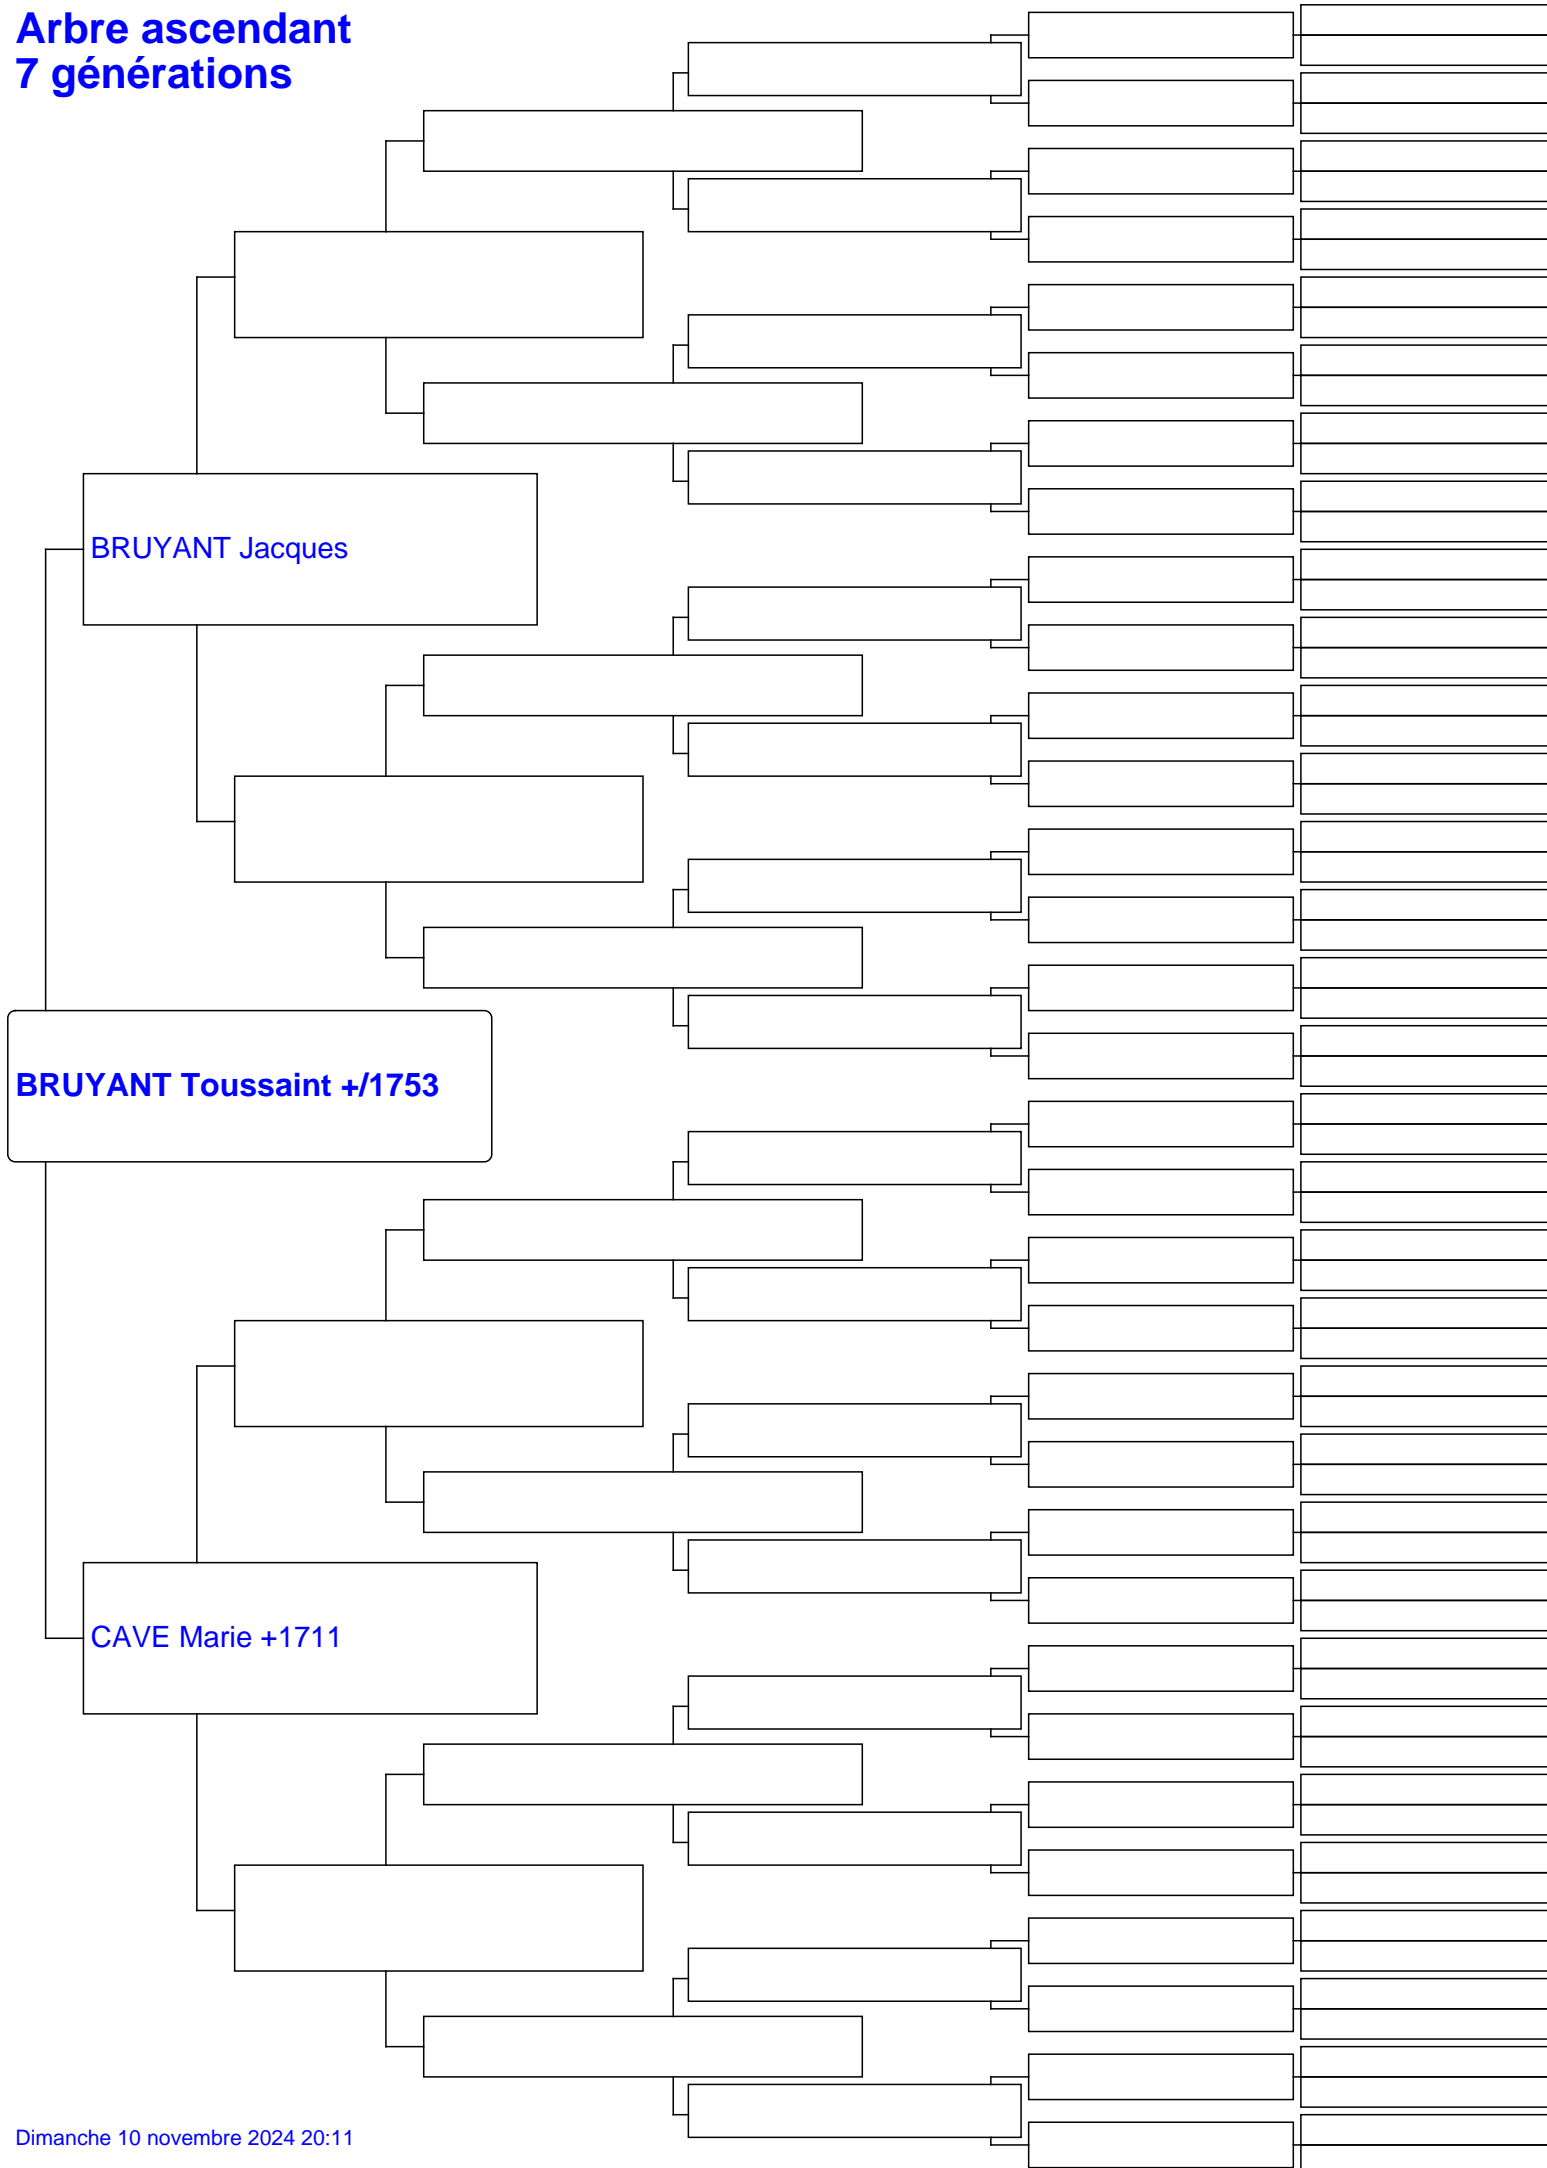 Arbre ascendant
7 générations
BRUYANT Jacques
BRUYANT Toussaint +/1753
CAVE Marie +1711
Dimanche 10 novembre 2024 20:11